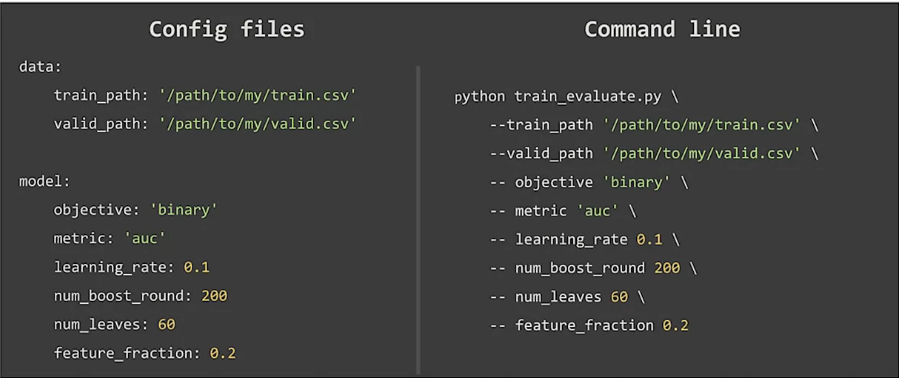 Config files
data:
train_path: '/path/to/my/train.csv'
valid_path: '/path/to/my/valid.csv'
model:
objective: 'binary'
metric: 'auc'
learning_rate: 0.1
num_boost_round: 200
num_leaves: 60
feature_fraction: 0.2
Command line
python train_evaluate.py \
--train_path '/path/to/my/train.csv' \
--valid_path '/path/to/my/valid.csv' \
-- objective 'binary' \
-- metric 'auc' \
-- learning_rate 0.1 \
-- num_boost_round 200 \
-- num_leaves 60 \
-- feature_fraction 0.2